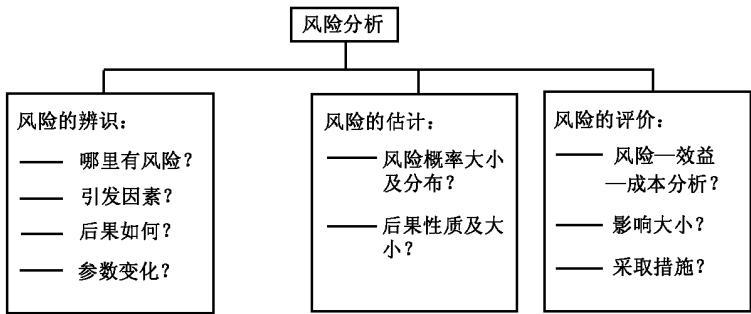 风险分析
风险的辨识：
哪里有风险？
引发因素？
后果如何？
参数变化？
风险的估计：
风险概率大小
及分布？
后果性质及大
小？
风险的评价：
风险—效益
—成本分析？
影响大小？
采取措施？